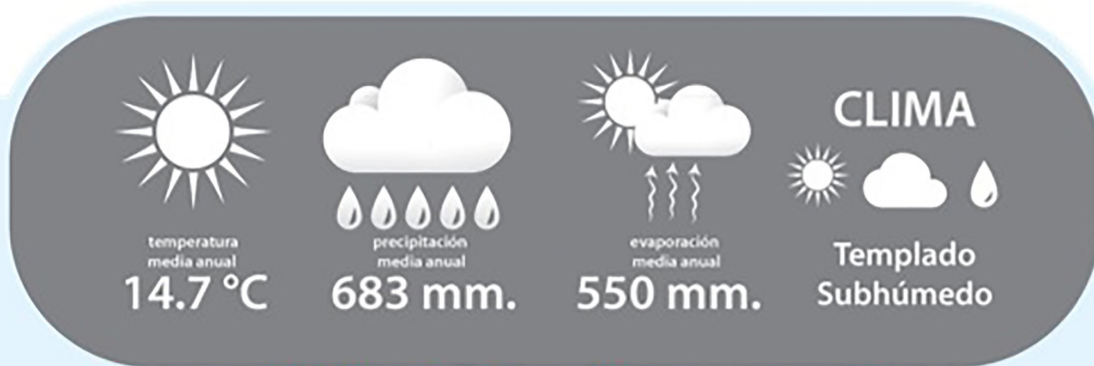 temperatura
media anual
14.7 °C
precipitación
media anual
683 mm.
evaporación
media anual
550 mm.
CLIMA
Templado
Subhúmedo